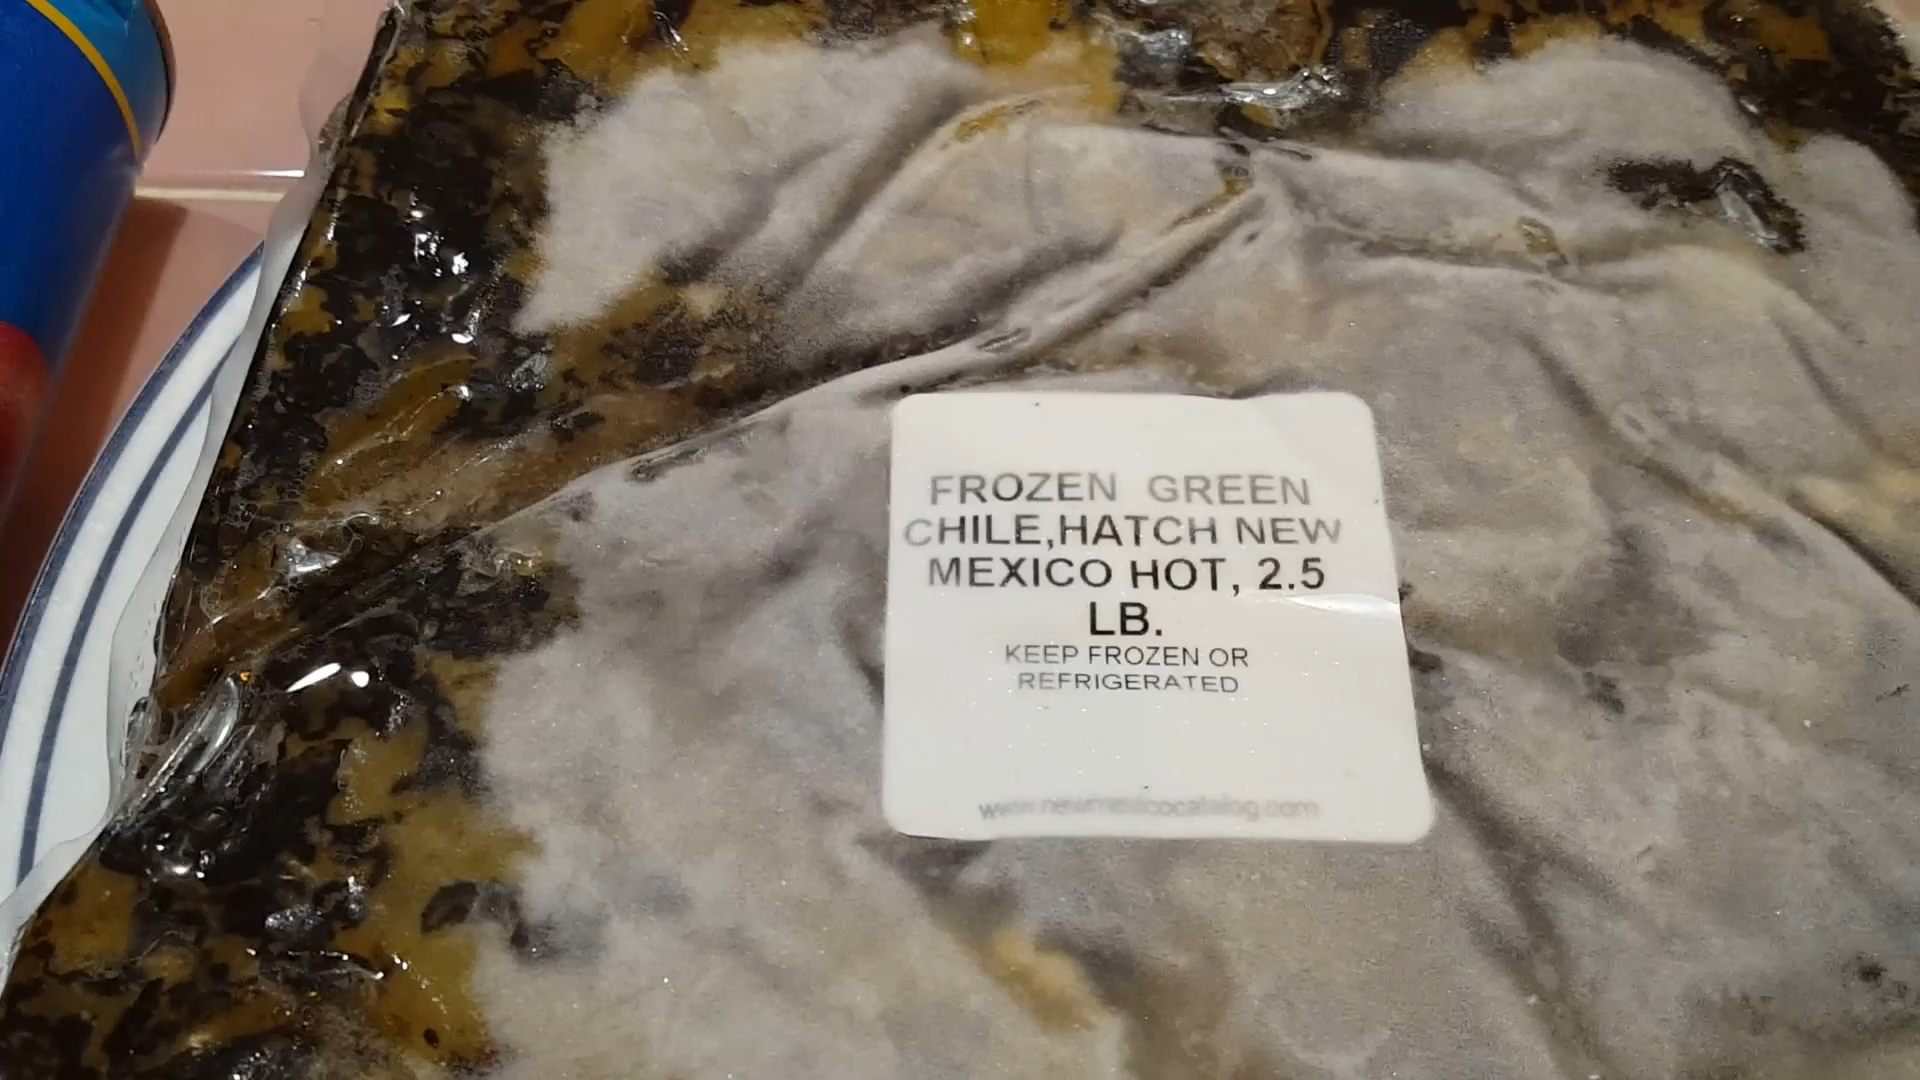 FROZEN GREEN
CHILE,HATCH NEW
MEXICO HOT, 2.5
LB.
KEEP FROZEN OR
REFRIGERATED
www.newmexicocatalog.com